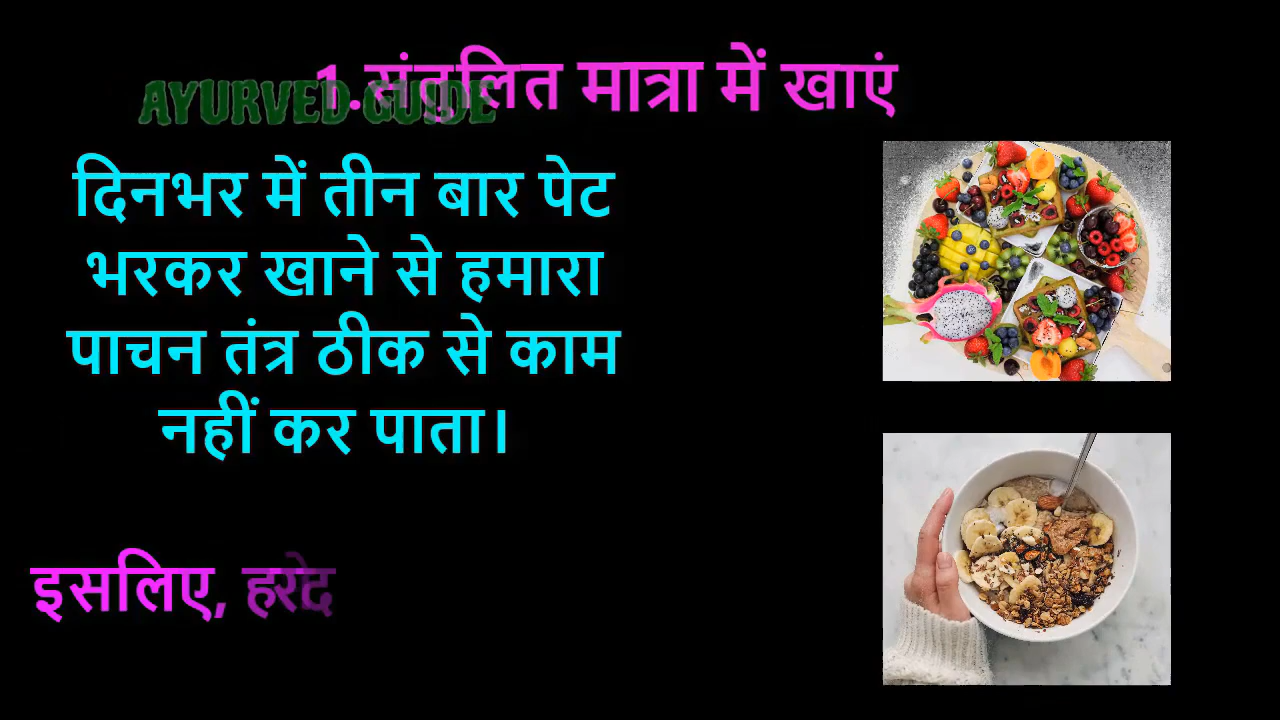 1.संतुलित मात्रा में खाएं
AYURVED GUIDE
दिनभर में तीन बार पेट
भरकर खाने से हमारा
पाचन तंत्र ठीक से काम
नहीं कर पाता।
इसलिए,